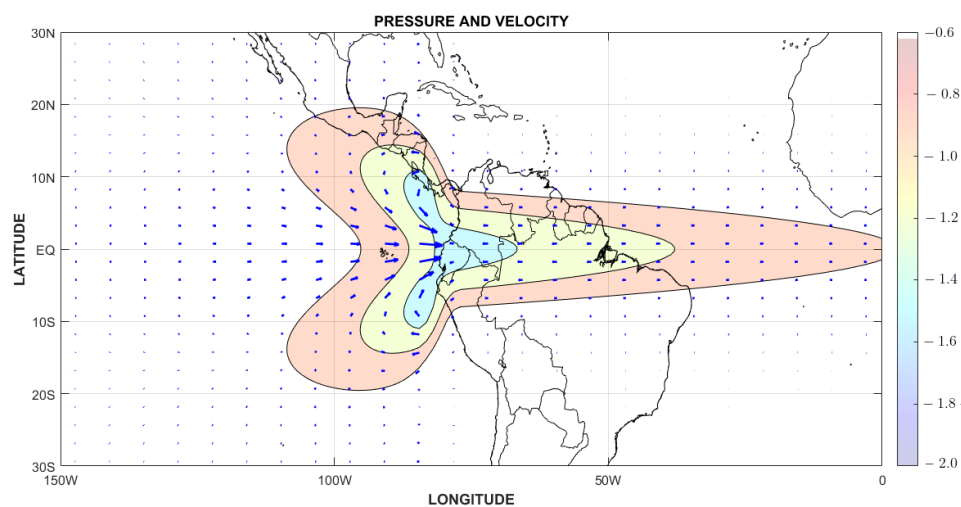 PRESSURE AND VELOCITY
30N
20N
10N
EQ
10S
20S
30S
LATITUDE
150W
100W
50W
0
LONGITUDE
−0.6
−0.8
−1.0
−1.2
−1.4
−1.6
−1.8
−2.0